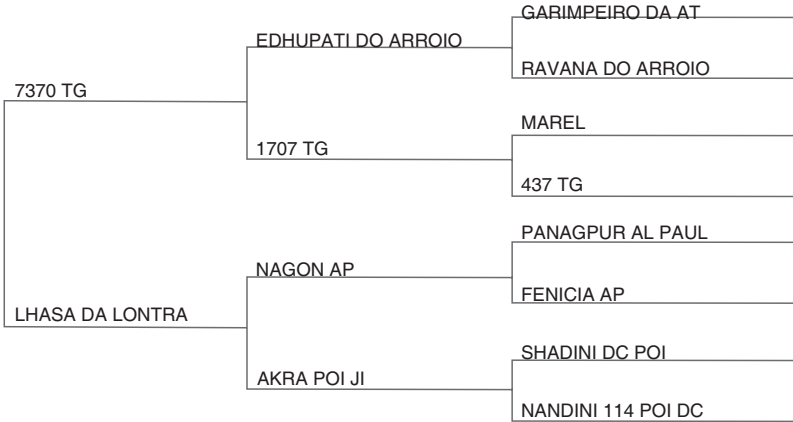 GARIMPEIRO DA AT
EDHUPATI DO ARROIO
RAVANA DO ARROIO
7370 TG
MAREL
1707 TG
437 TG
PANAGPUR AL PAUL
NAGON AP
FENICIA AP
LHASA DA LONTRA
SHADINI DC POI
AKRA POI JI
NANDINI 114 POI DC